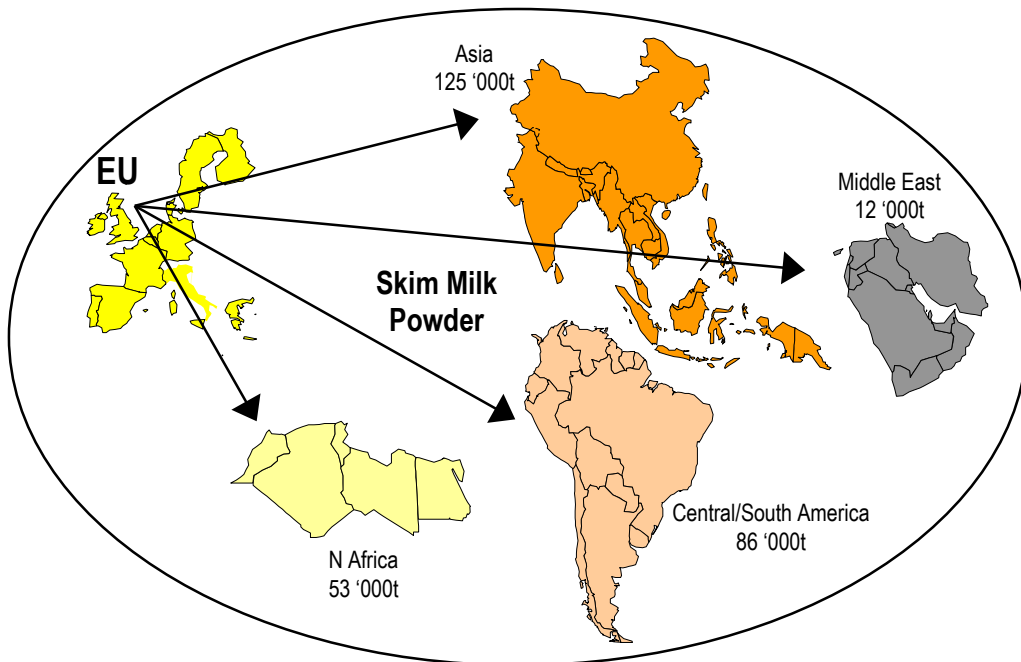 Asia
125 ‘000t
EU
Middle East
12 ‘000t
Skim Milk
Powder
Central/South America
86 ‘000t
N Africa
53 ‘000t